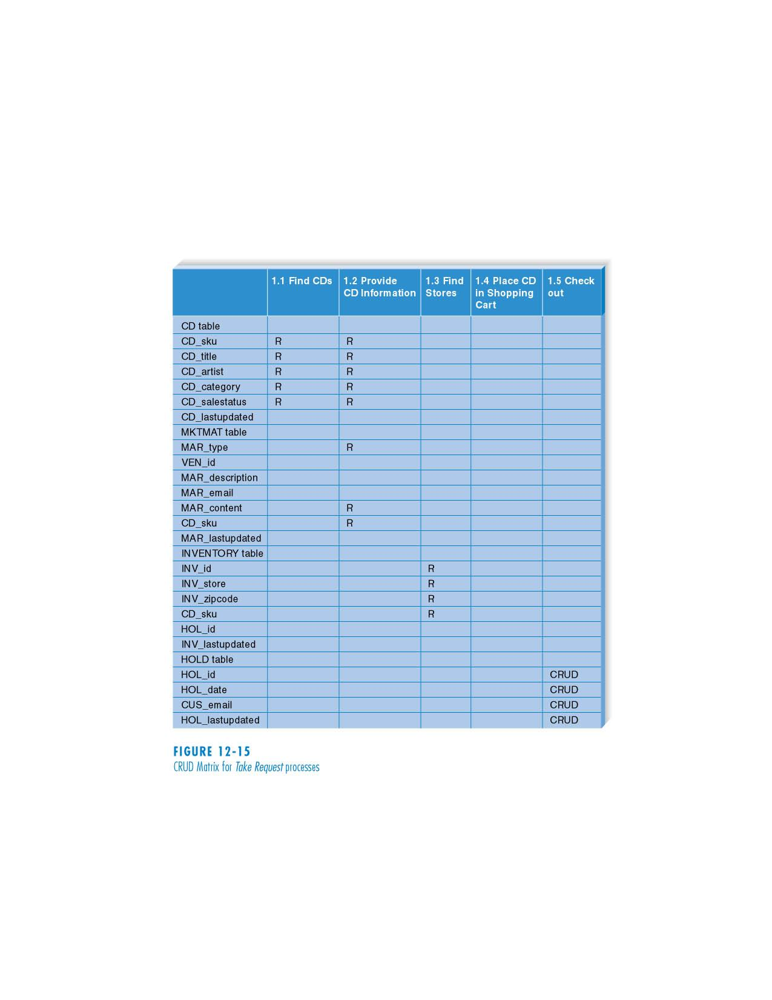 1.1 Find CDs 1.2 Provide CD Information 1.3 Find Stores 1.4 Place CD in Shopping Cart 1.5 Check out
CD table
CD_sku R R
CD_title R R
CD_artist R R
CD_category R R
CD_salestatus R R
CD_lastupdated
MKTMAT table
MAR_type R
VEN_id
MAR_description
MAR_email
MAR_content R
CD_sku R
MAR_lastupdated
INVENTORY table
INV_id R
INV_store R
INV_zipcode R
CD_sku R
HOL_id
INV_lastupdated
HOLD table
HOL_id CRUD
HOL_date CRUD
CUS_email CRUD
HOL_lastupdated CRUD
FIGURE 12-15
CRUD Matrix for Take Request processes